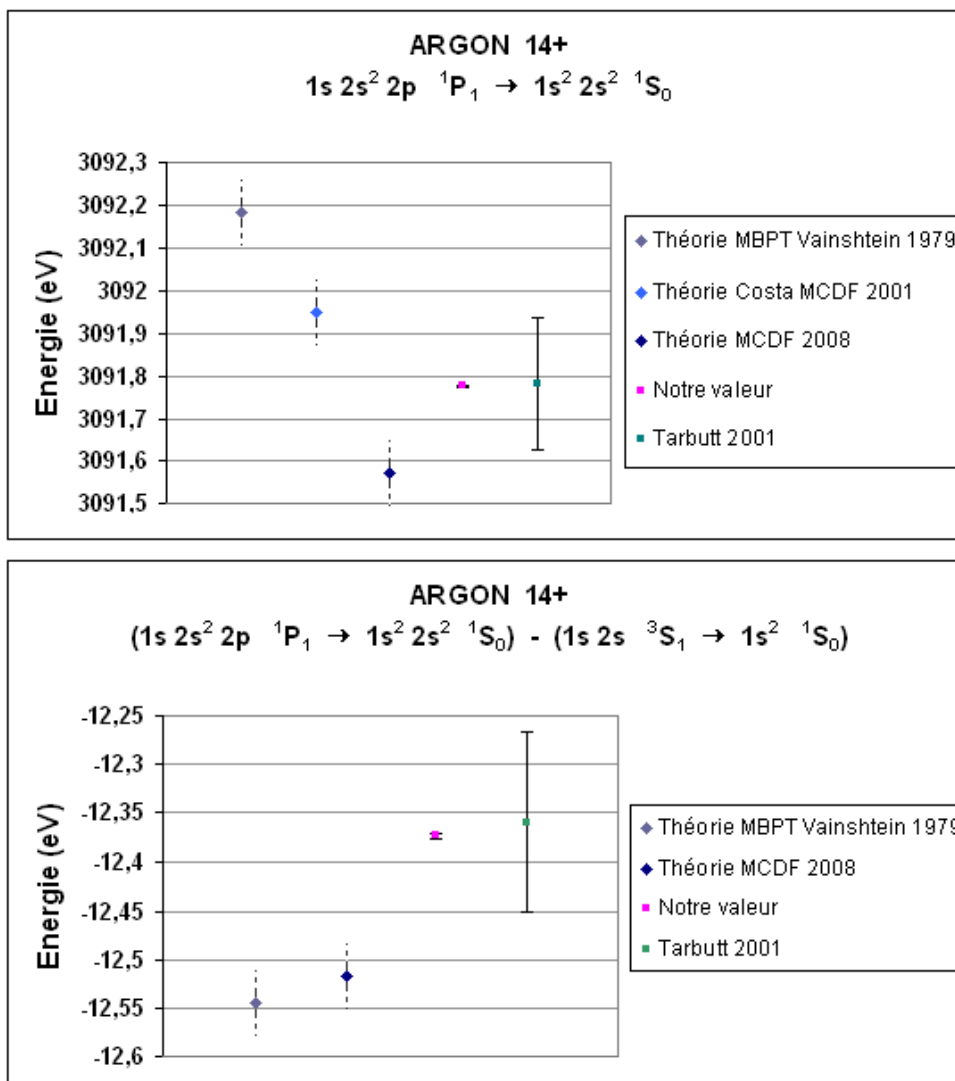 ARGON 14+
1s 2s² 2p ¹P₁ → 1s² 2s² ¹S₀
Energie (eV)
3092,3
3092,2
3092,1
3092
3091,9
3091,8
3091,7
3091,6
3091,5
Théorie MBPT Vainshtein 1979
Théorie Costa MCDF 2001
Théorie MCDF 2008
Notre valeur
Tarbutt 2001
ARGON 14+
(1s 2s² 2p ¹P₁ → 1s² 2s² ¹S₀) - (1s 2s ³S₁ → 1s² ¹S₀)
Energie (eV)
-12,25
-12,3
-12,35
-12,4
-12,45
-12,5
-12,55
-12,6
Théorie MBPT Vainshtein 1979
Théorie MCDF 2008
Notre valeur
Tarbutt 2001